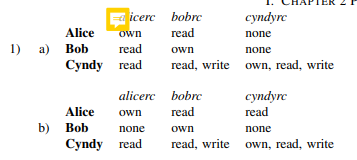 1. CHAPTER 2 P
alicerc bobrc cyndyrc
Alice own read none
1) a) Bob read own none
Cyndy read read, write own, read, write
alicerc bobrc cyndyrc
Alice own read read
b) Bob none own none
Cyndy read read, write own, read, write